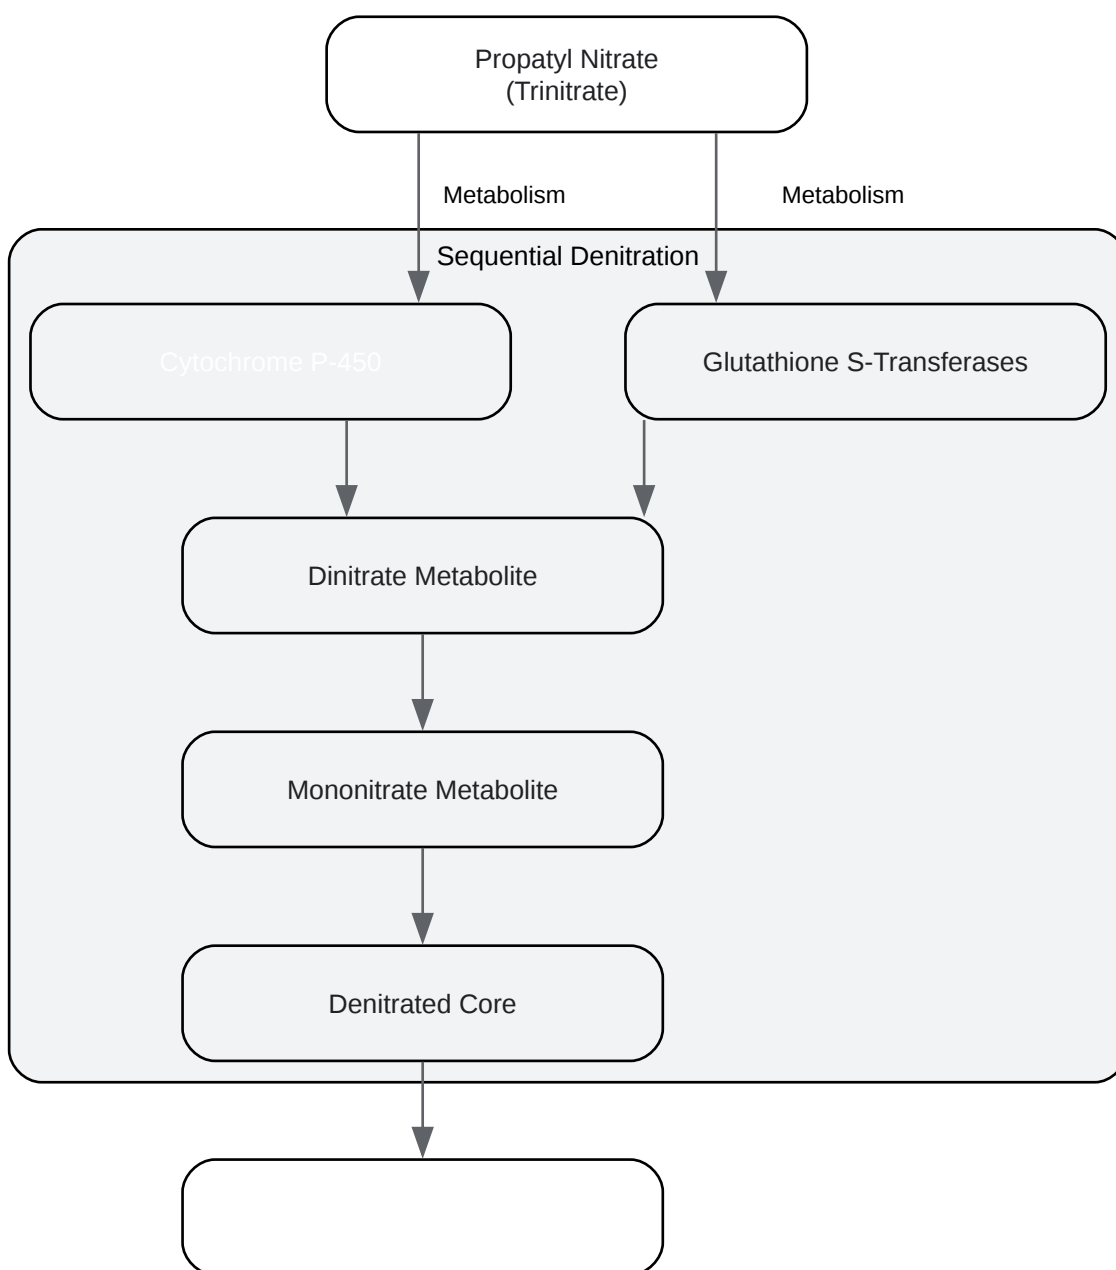 Propatyl Nitrate
(Trinitrate)
Metabolism
Metabolism
Sequential Denitration
Cytochrome P-450
Glutathione S-Transferases
Dinitrate Metabolite
Mononitrate Metabolite
Denitrated Core